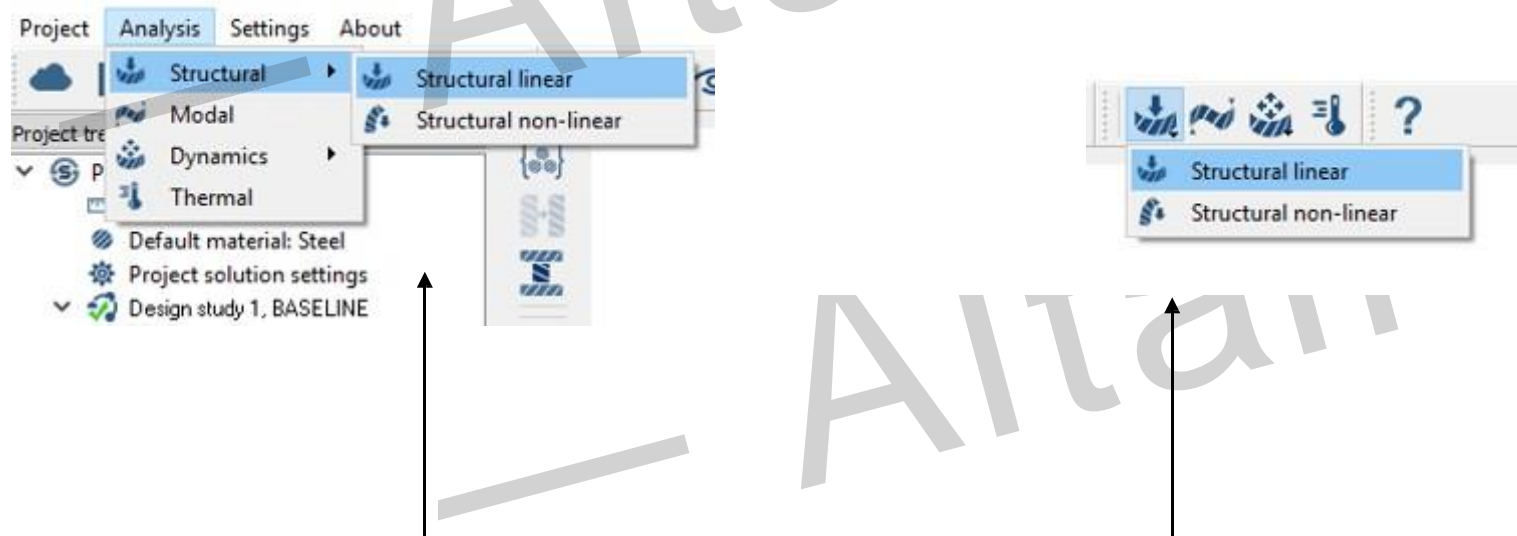 Project Analysis Settings About
Structural
Structural linear
Modal
Structural non-linear
Dynamics
Thermal
Project tre
P
Default material: Steel
Project solution settings
Design study 1, BASELINE
?
Structural linear
Structural non-linear
— Altair